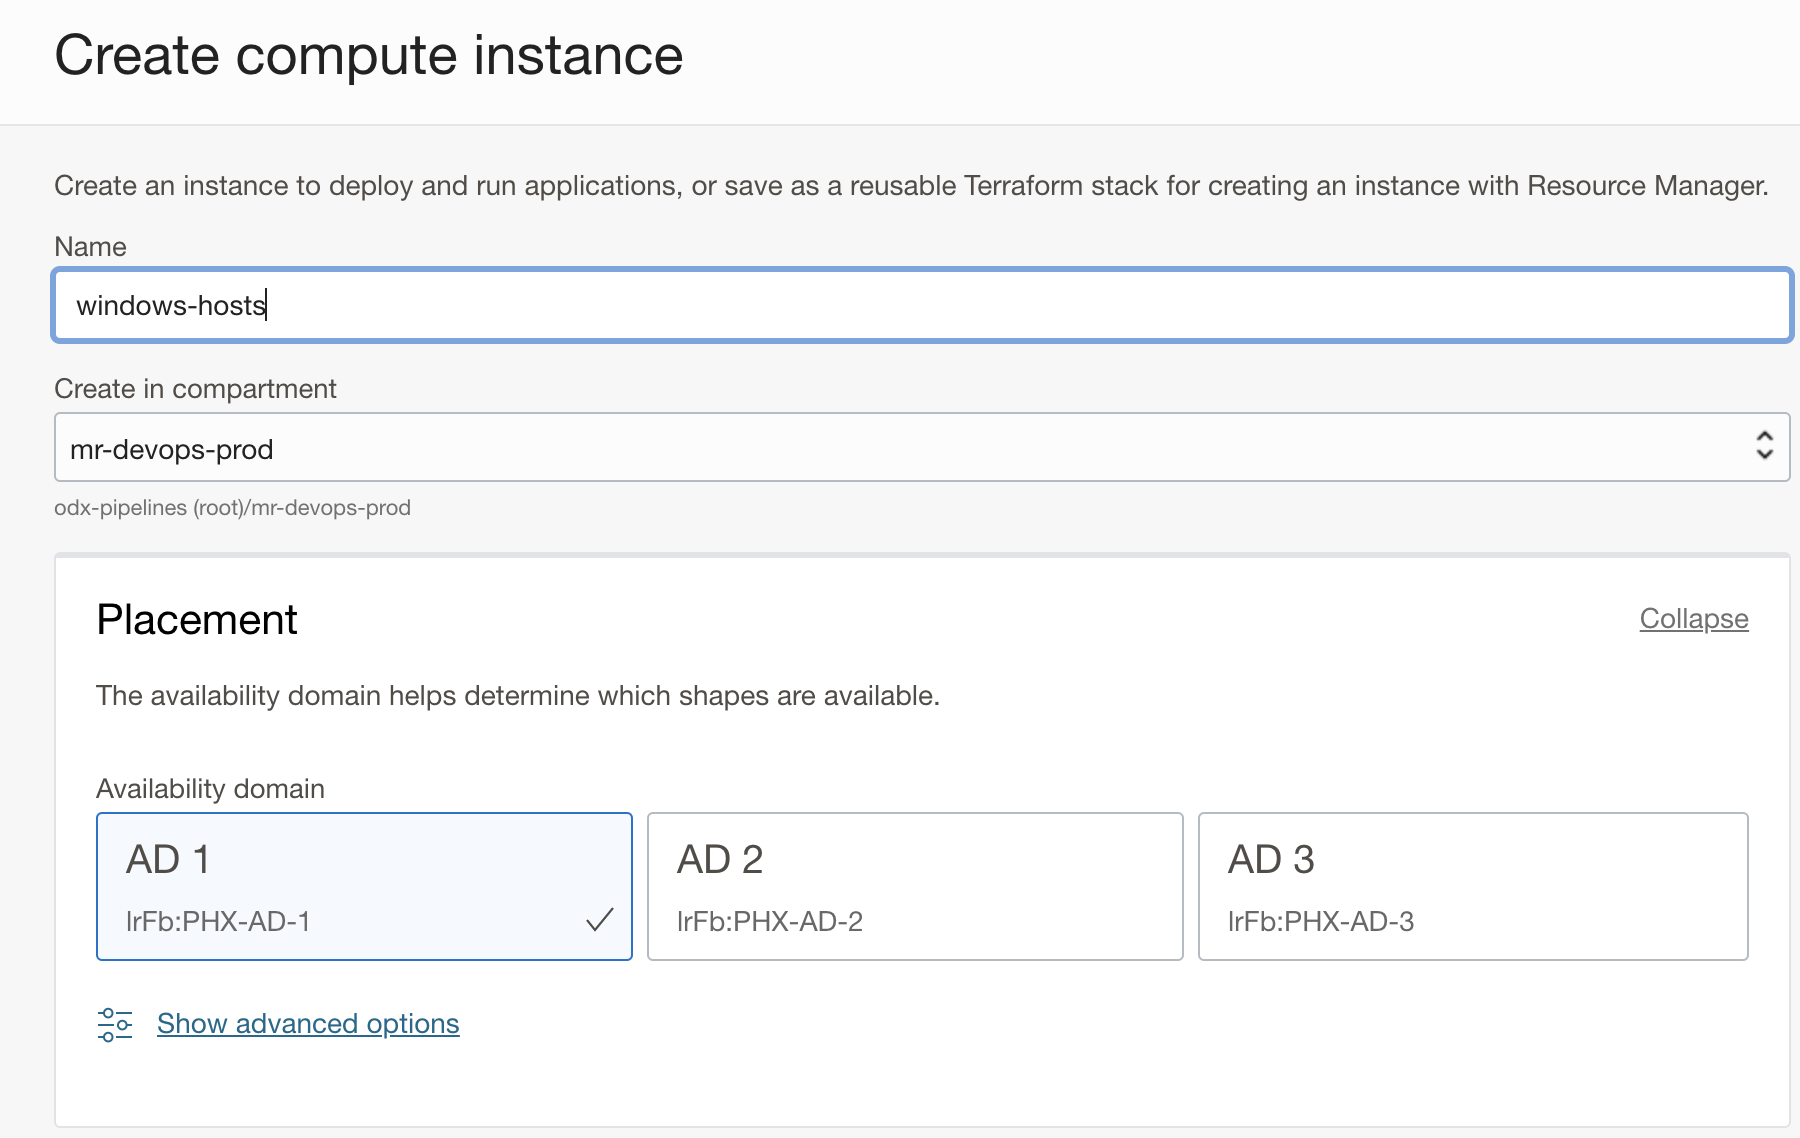 Create compute instance
Create an instance to deploy and run applications, or save as a reusable Terraform stack for creating an instance with Resource Manager.
Name
windows-hosts
Create in compartment
mr-devops-prod
odx-pipelines (root)/mr-devops-prod
Placement
Collapse
The availability domain helps determine which shapes are available.
Availability domain
AD 1
lrFb:PHX-AD-1
AD 2
lrFb:PHX-AD-2
AD 3
lrFb:PHX-AD-3
Show advanced options